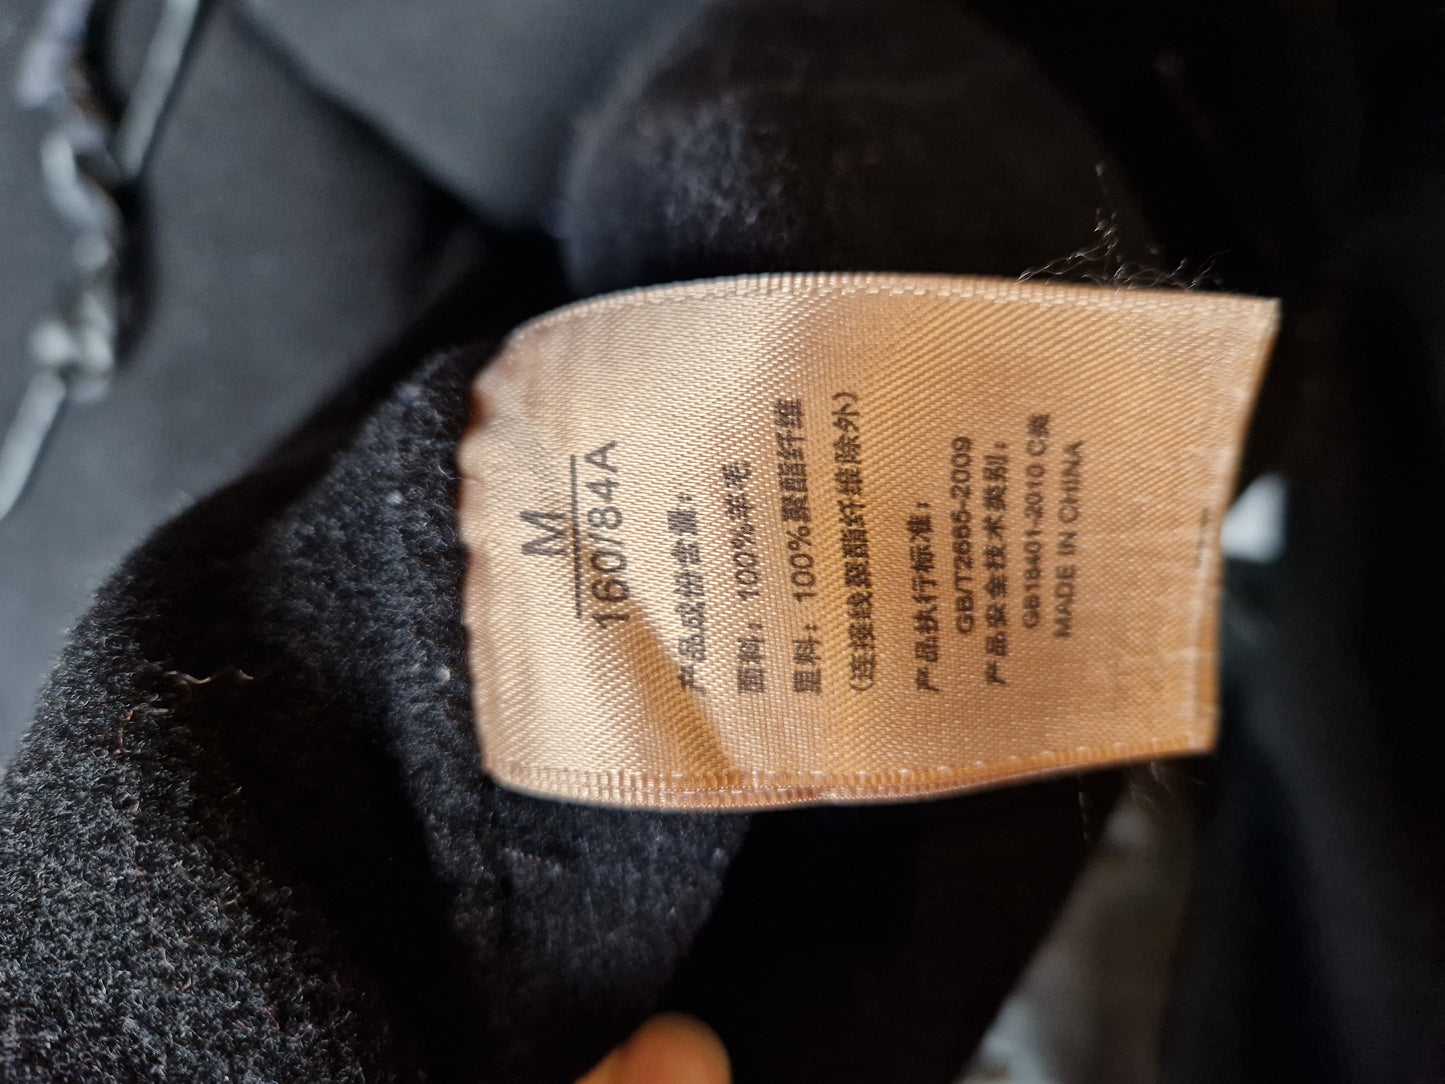 M
160/84A
产品成份含量：
面料：100%羊毛
里料：100%聚酯纤维
（连接线聚酯纤维除外）
产品执行标准：
GB/T2665-2009
产品安全技术类别：
GB18401-2010 C类
MADE IN CHINA